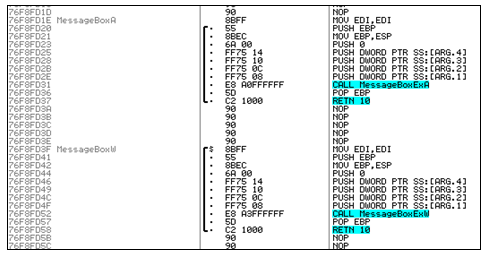 76F8FD1D 90 NOP
76F8FD1E MessageBoxA 8BFF MOV EDI,EDI
76F8FD20 55 PUSH EBP
76F8FD21 8BEC MOV EBP,ESP
76F8FD23 6A 00 PUSH 0
76F8FD25 FF75 14 PUSH DWORD PTR SS:[ARG.4]
76F8FD28 FF75 10 PUSH DWORD PTR SS:[ARG.3]
76F8FD2B FF75 0C PUSH DWORD PTR SS:[ARG.2]
76F8FD2E FF75 08 PUSH DWORD PTR SS:[ARG.1]
76F8FD31 E8 A0FFFFFF CALL MessageBoxExA
76F8FD36 5D POP EBP
76F8FD37 C2 1000 RETN 10
76F8FD3A 90 NOP
76F8FD3B 90 NOP
76F8FD3C 90 NOP
76F8FD3D 90 NOP
76F8FD3E 90 NOP
76F8FD3F MessageBoxW $ 8BFF MOV EDI,EDI
76F8FD41 55 PUSH EBP
76F8FD42 8BEC MOV EBP,ESP
76F8FD44 6A 00 PUSH 0
76F8FD46 FF75 14 PUSH DWORD PTR SS:[ARG.4]
76F8FD49 FF75 10 PUSH DWORD PTR SS:[ARG.3]
76F8FD4C FF75 0C PUSH DWORD PTR SS:[ARG.2]
76F8FD4F FF75 08 PUSH DWORD PTR SS:[ARG.1]
76F8FD52 E8 A3FFFFFF CALL MessageBoxExW
76F8FD57 5D POP EBP
76F8FD58 C2 1000 RETN 10
76F8FD5B 90 NOP
76F8FD5C 90 NOP